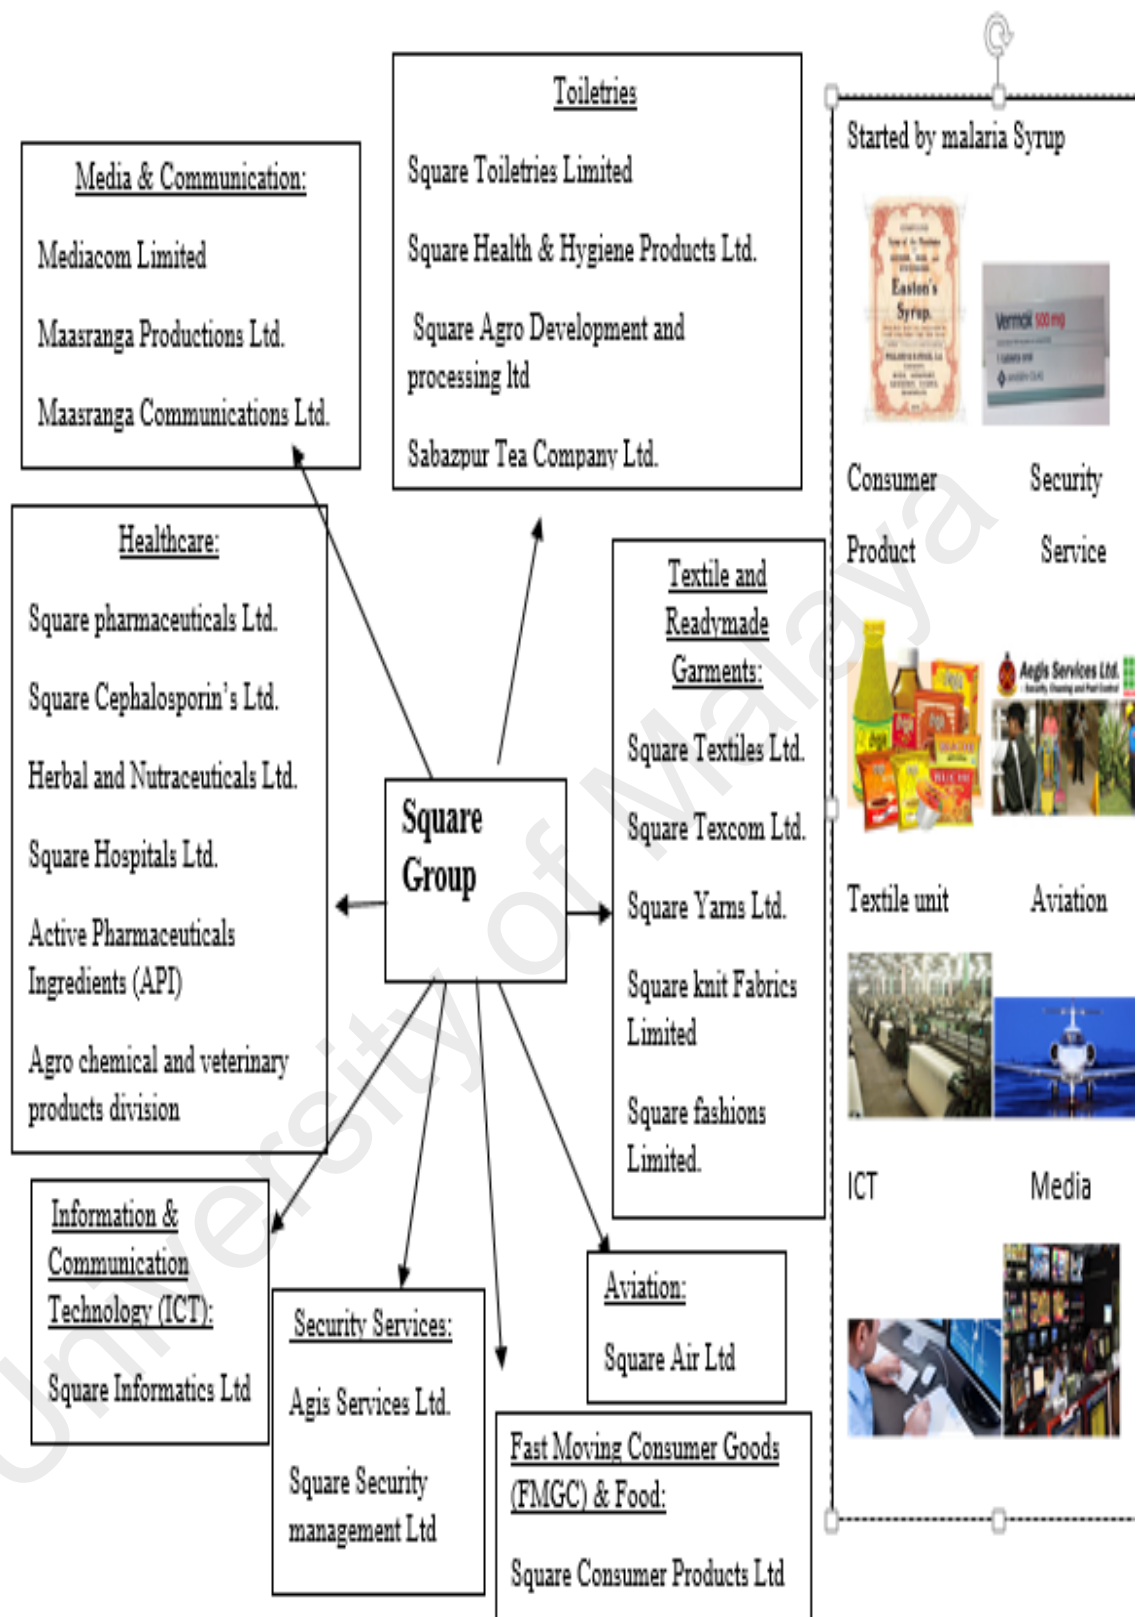 Media & Communication:
Mediacom Limited
Maasranga Productions Ltd.
Maasranga Communications Ltd.
Toiletries
Square Toiletries Limited
Square Health & Hygiene Products Ltd.
Square Agro Development and
processing ltd
Sabazpur Tea Company Ltd.
Healthcare:
Square pharmaceuticals Ltd.
Square Cephalosporin's Ltd.
Herbal and Nutraceuticals Ltd.
Square Hospitals Ltd.
Active Pharmaceuticals
Ingredients (API)
Agro chemical and veterinary
products division
Square
Group
Textile and
Readymade
Garments:
Square Textiles Ltd.
Square Texcom Ltd.
Square Yarns Ltd.
Square knit Fabrics
Limited
Square fashions
Limited.
Information &
Communication
Technology (ICT):
Square Informatics Ltd
Security Services:
Agis Services Ltd.
Square Security
management Ltd
Aviation:
Square Air Ltd
Fast Moving Consumer Goods
(FMGC) & Food:
Square Consumer Products Ltd
Started by malaria Syrup
Easton's
Syrup.
Vermox 500 mg
Consumer Security
Product Service
Aegis Services Ltd.
Security, Cleaning and Pest Control
Textile unit Aviation
ICT Media
University of Malaya